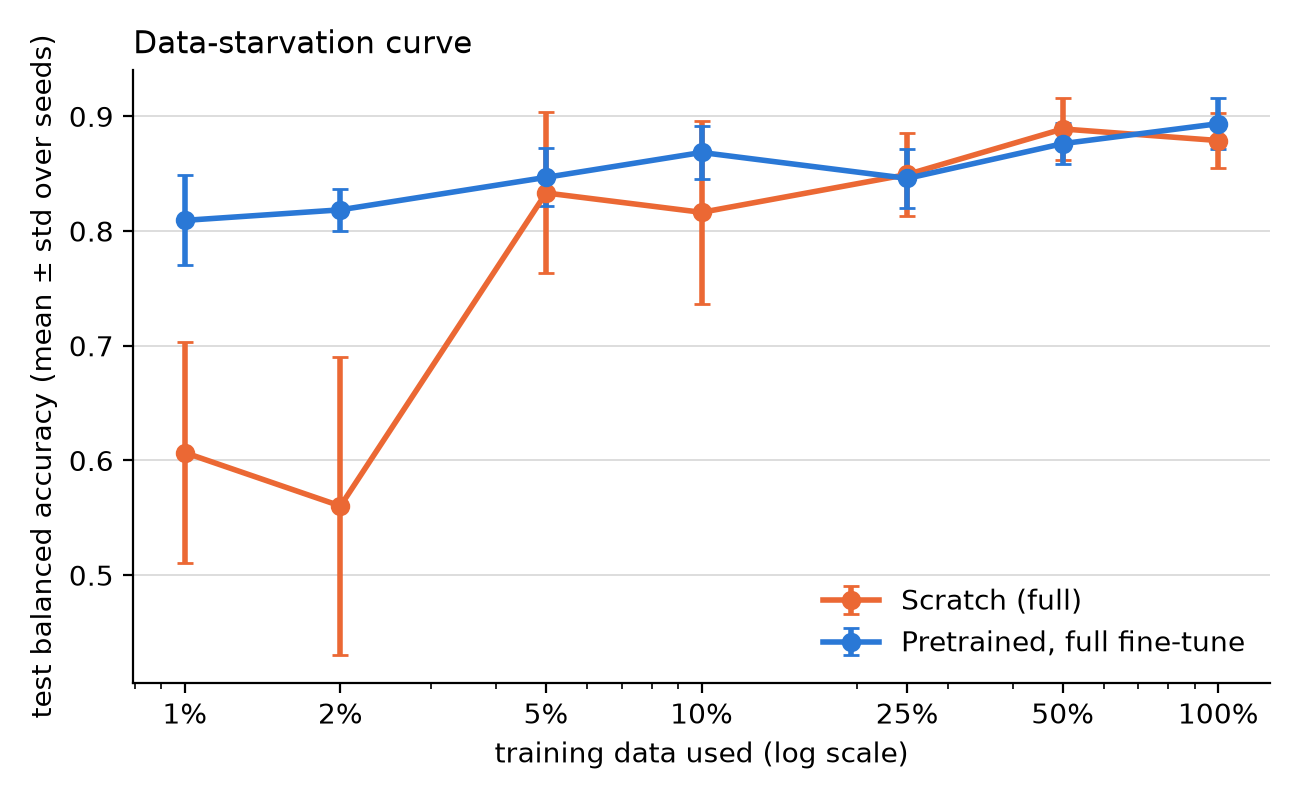 Data-starvation curve
test balanced accuracy (mean ± std over seeds)
0.9
0.8
0.7
0.6
0.5
Scratch (full)
Pretrained, full fine-tune
1% 2% 5% 10% 25% 50% 100%
training data used (log scale)